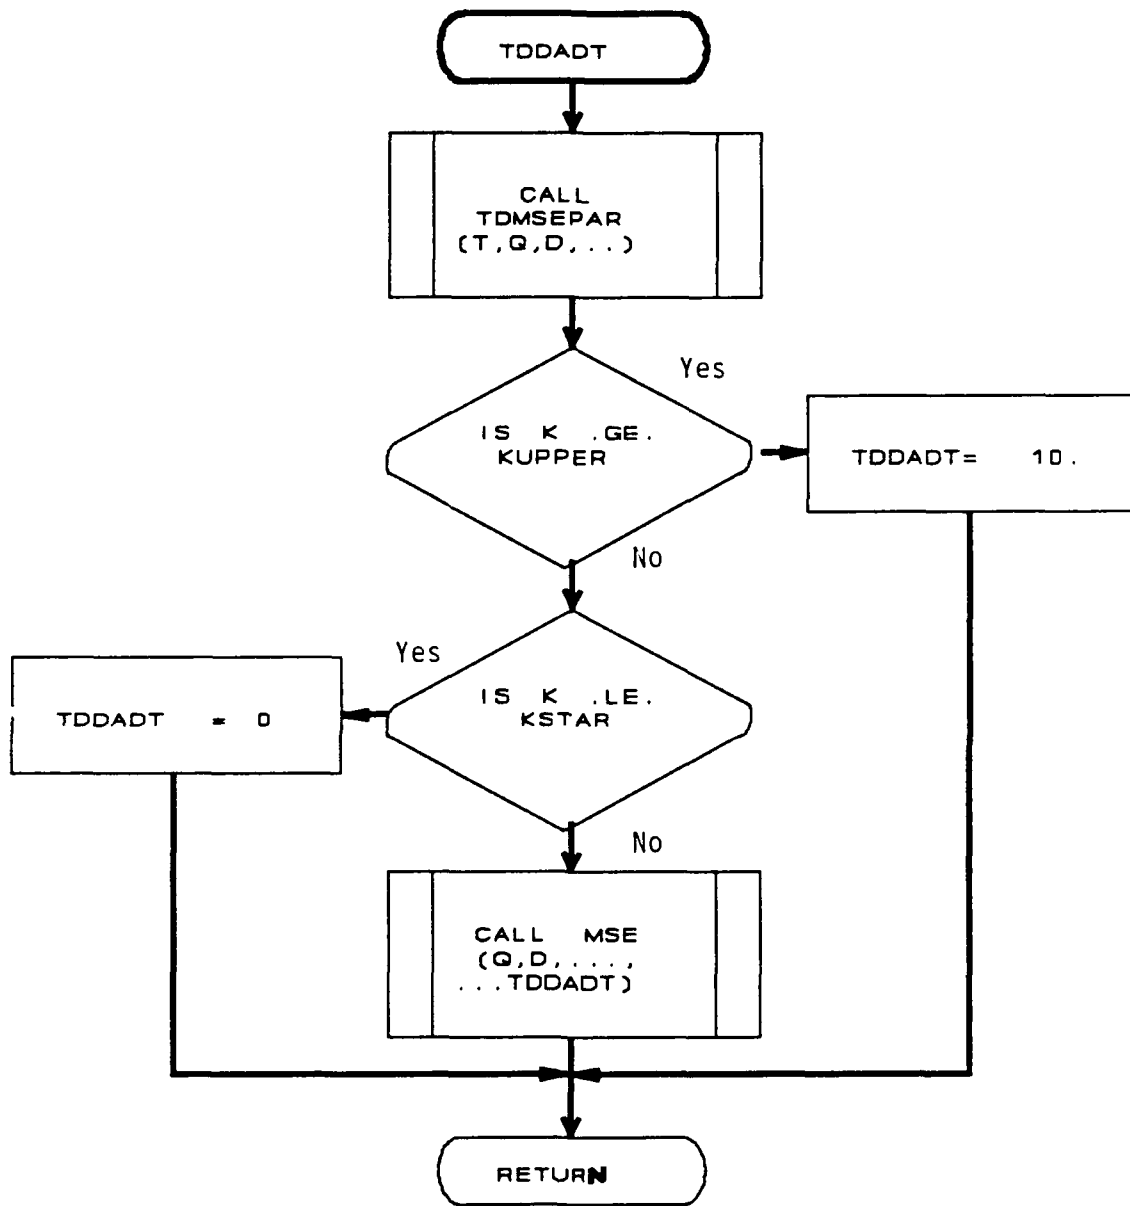 TDDADT
CALL
TDMSEPAR
(T,Q,D,...)
Yes
IS K .GE.
KUPPER
TDDADT= 10.
No
Yes
IS K .LE.
KSTAR
TDDADT = 0
No
CALL MSE
(Q,D,....,
...TDDADT)
RETURN